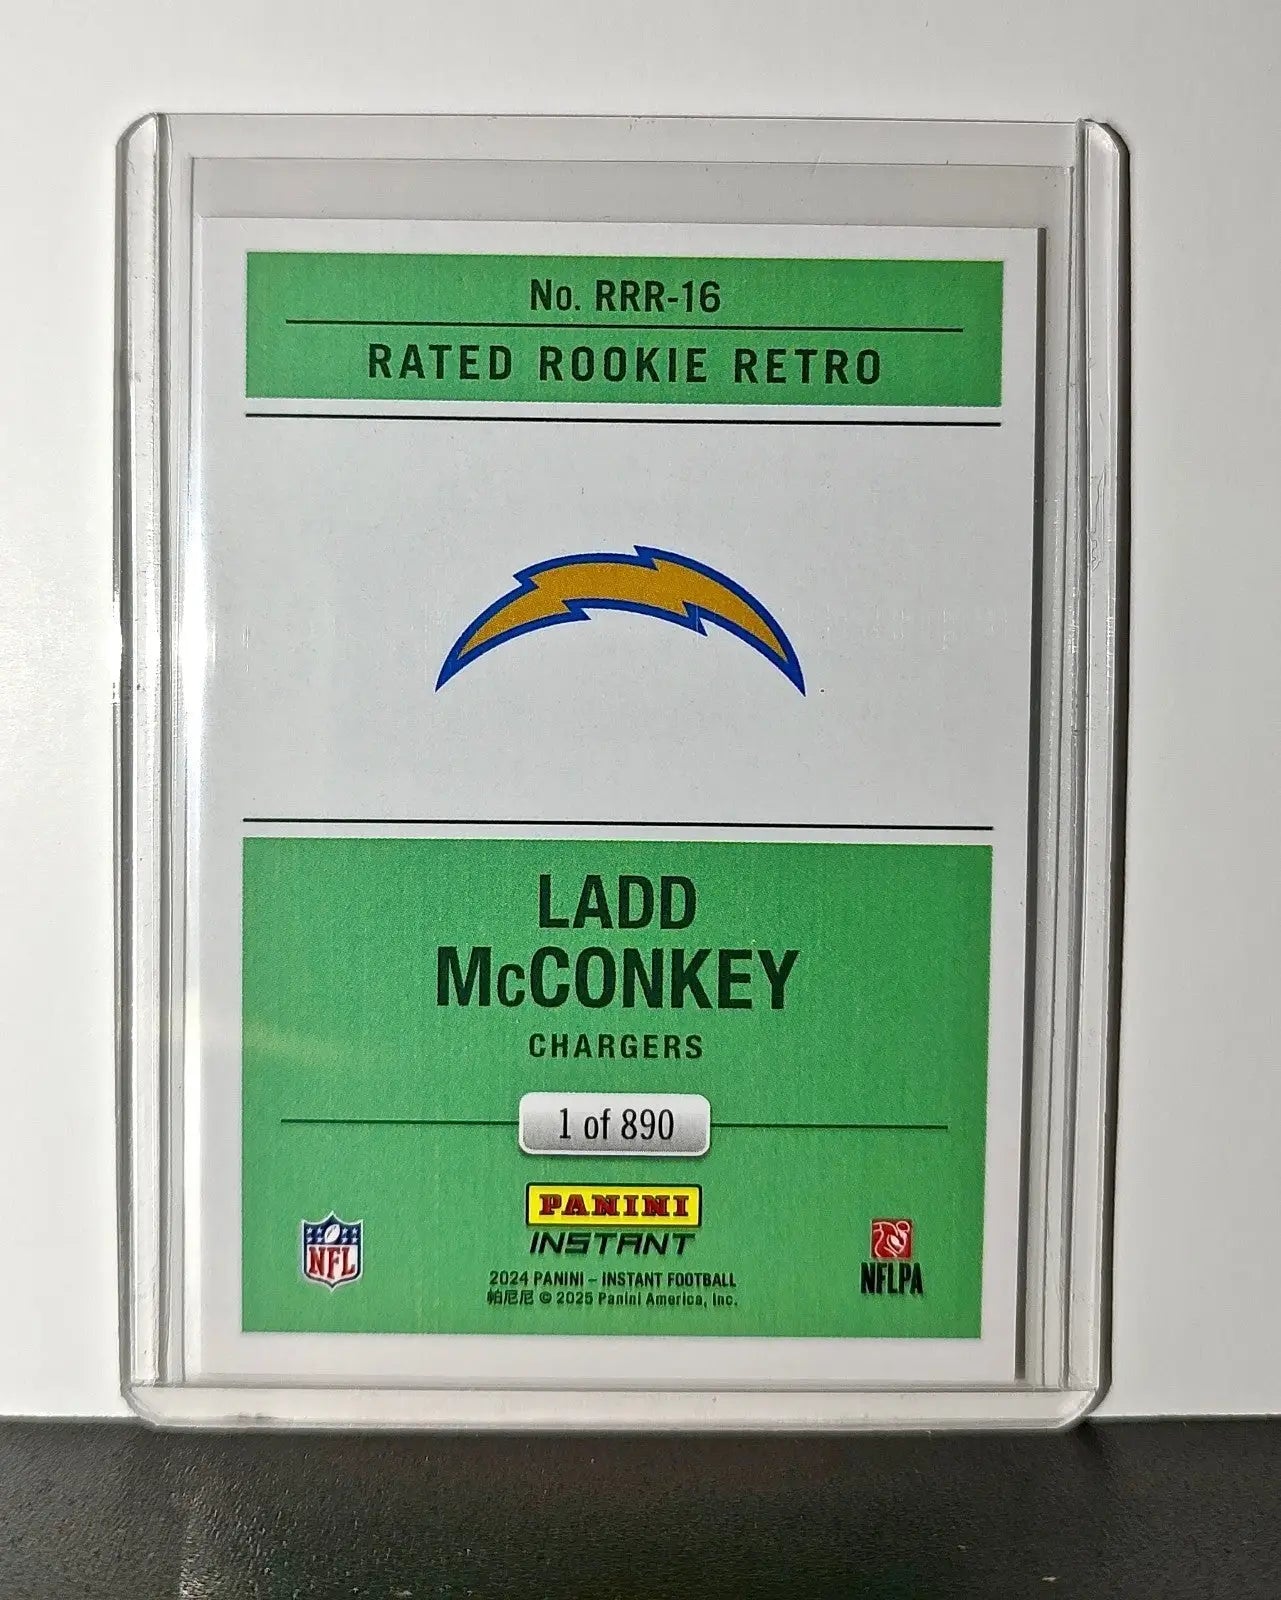 No. RRR-16
RATED ROOKIE RETRO
LADD
McCONKEY
CHARGERS
1 of 890
PANINI
INSTANT
NFL
NFLPA
2024 PANINI – INSTANT FOOTBALL
帕尼尼 © 2025 Panini America, Inc.